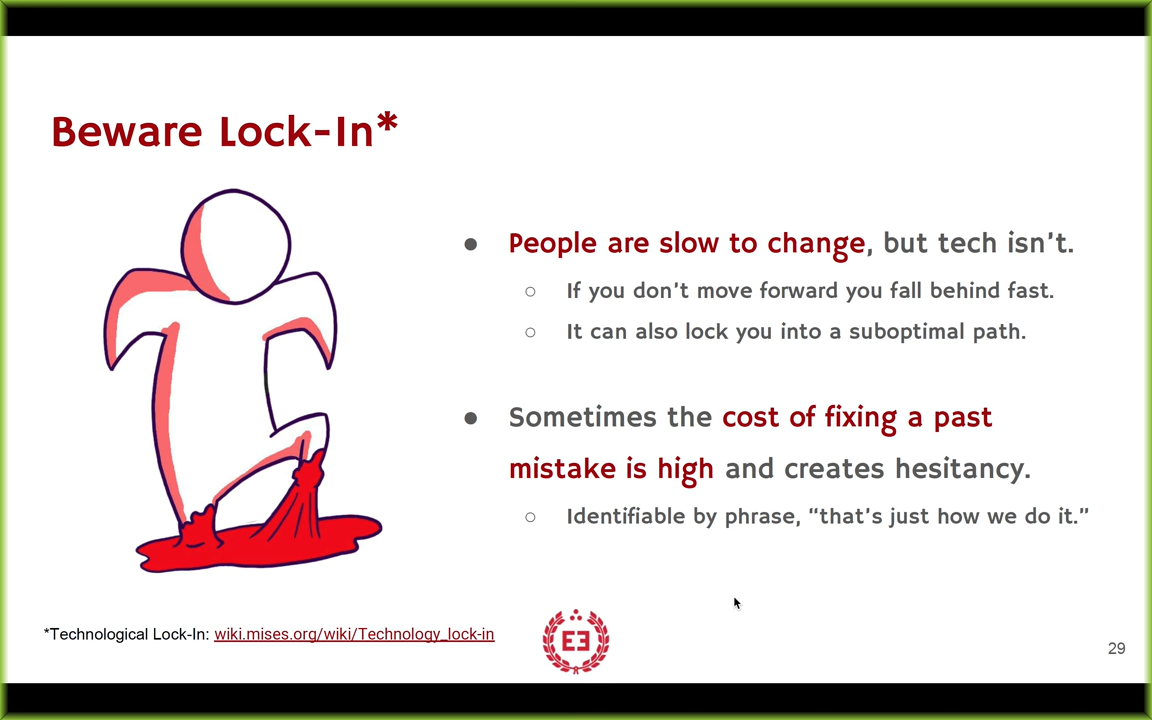 Beware Lock-In*
● People are slow to change, but tech isn't.
○ If you don't move forward you fall behind fast.
○ It can also lock you into a suboptimal path.
● Sometimes the cost of fixing a past
mistake is high and creates hesitancy.
○ Identifiable by phrase, “that's just how we do it.”
*Technological Lock-In: wiki.mises.org/wiki/Technology_lock-in
EE
29